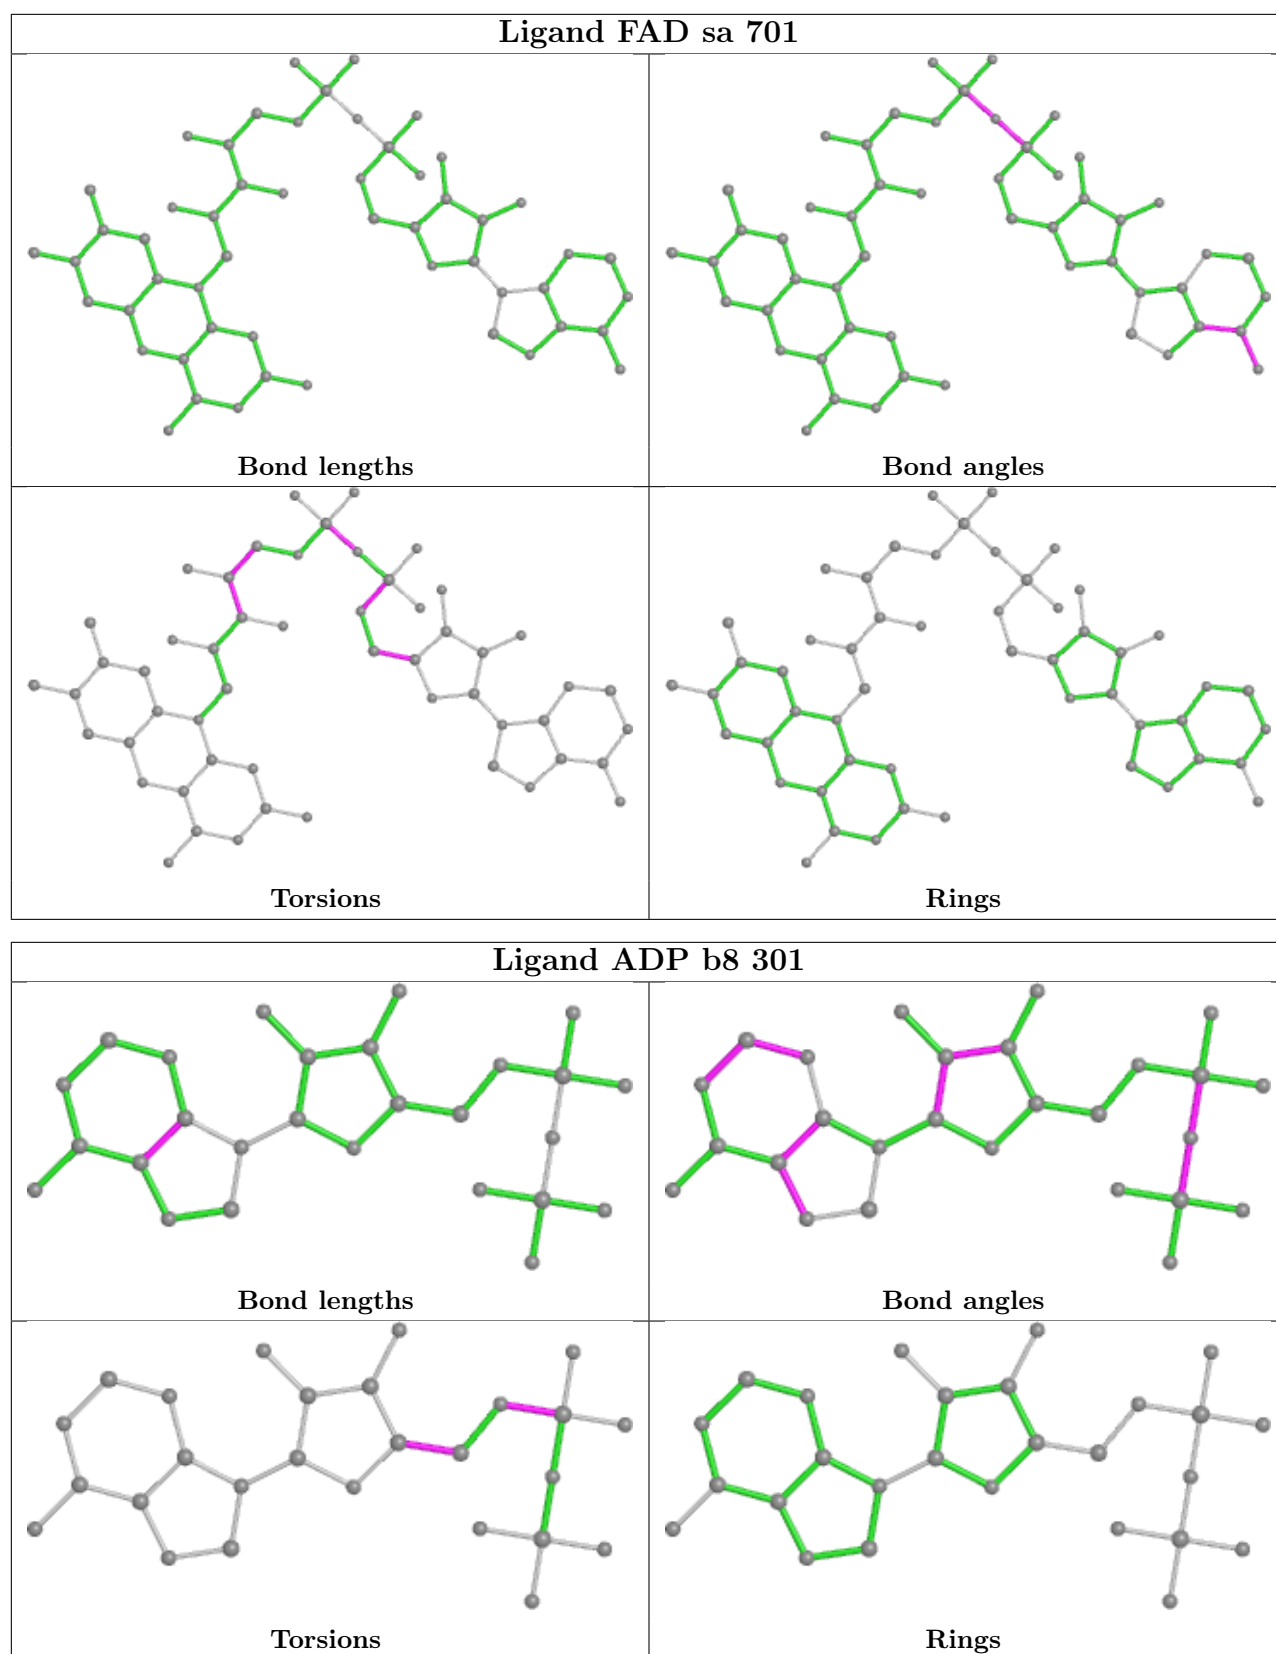 Ligand FAD sa 701
Bond lengths
Bond angles
Torsions
Rings
Ligand ADP b8 301
Bond lengths
Bond angles
Torsions
Rings